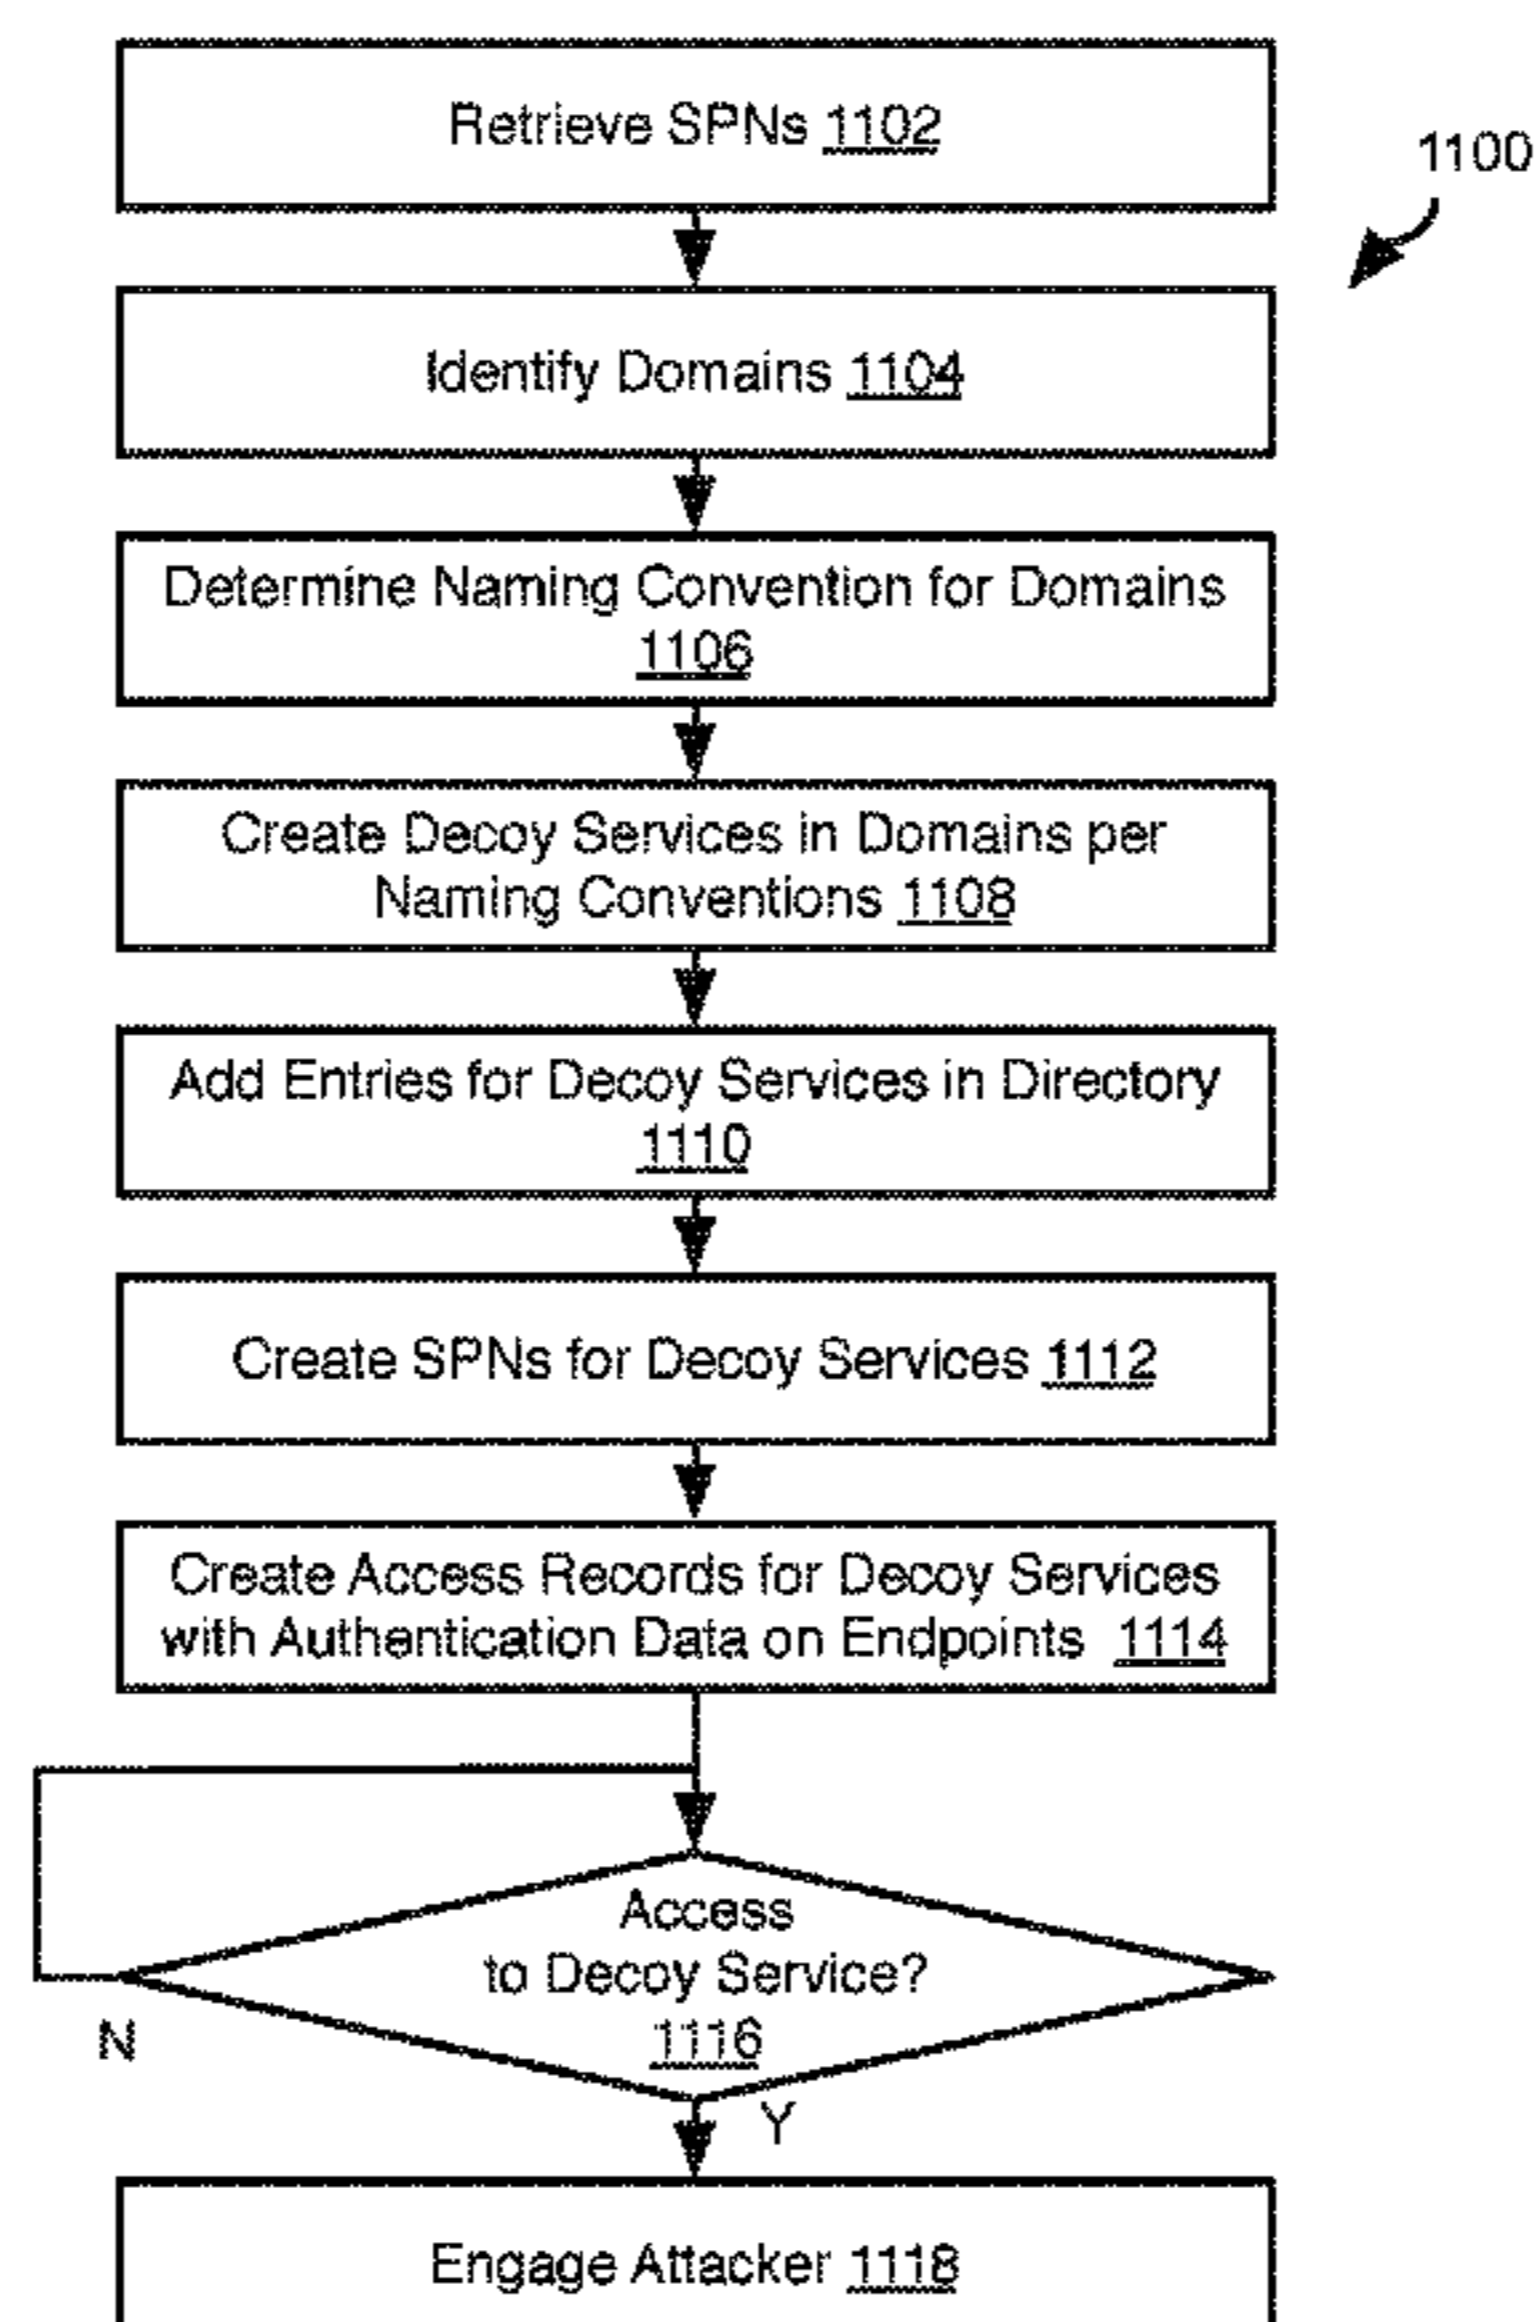 Retrieve SPNs 1102
1100
Identify Domains 1104
Determine Naming Convention for Domains
1106
Create Decoy Services in Domains per
Naming Conventions 1108
Add Entries for Decoy Services in Directory
1110
Create SPNs for Decoy Services 1112
Create Access Records for Decoy Services
with Authentication Data on Endpoints 1114
Access
to Decoy Service?
1116
N
Y
Engage Attacker 1118